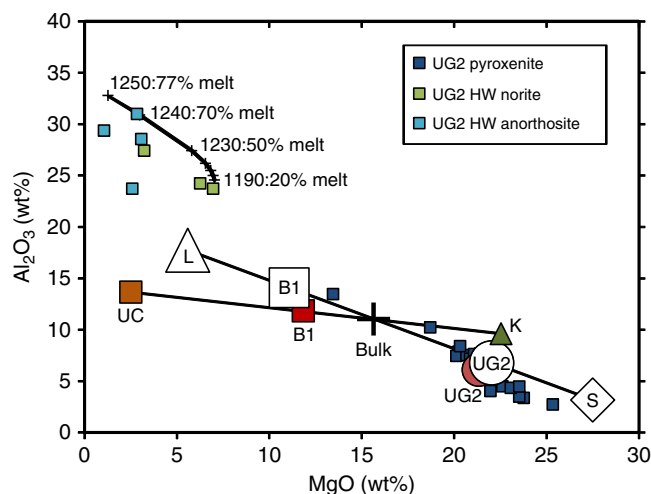 40
35
30
25
20
15
10
5
0
Al₂O₃ (wt%)
1250:77% melt
1240:70% melt
1230:50% melt
1190:20% melt
UG2 pyroxenite
UG2 HW norite
UG2 HW anorthosite
L
B1
UC
B1
Bulk
K
UG2
UG2
S
0 5 10 15 20 25 30
MgO (wt%)